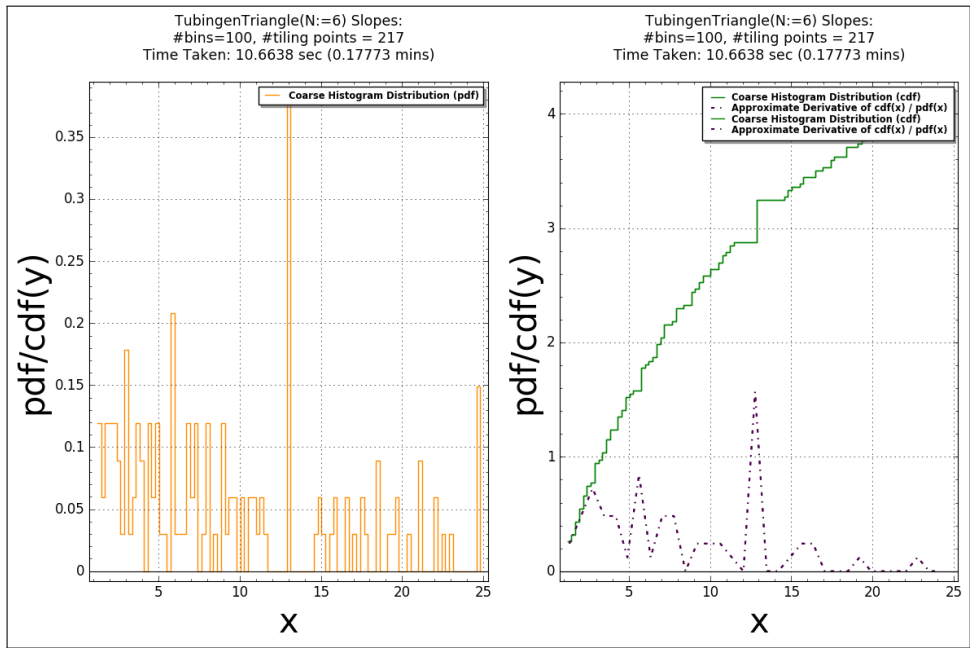 TubingenTriangle(N:=6) Slopes:
#bins=100, #tiling points = 217
Time Taken: 10.6638 sec (0.17773 mins)
Coarse Histogram Distribution (pdf)
pdf/cdf(y)
0.35
0.3
0.25
0.2
0.15
0.1
0.05
0
5
10
15
20
25
x
TubingenTriangle(N:=6) Slopes:
#bins=100, #tiling points = 217
Time Taken: 10.6638 sec (0.17773 mins)
Coarse Histogram Distribution (cdf)
Approximate Derivative of cdf(x) / pdf(x)
Coarse Histogram Distribution (cdf)
Approximate Derivative of cdf(x) / pdf(x)
pdf/cdf(y)
4
3
2
1
0
5
10
15
20
25
x